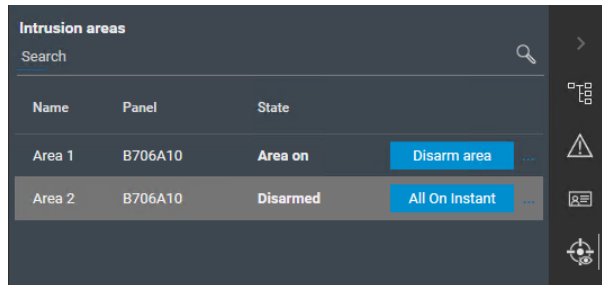 Intrusion areas
Search
Name Panel State
Area 1 B706A10 Area on Disarm area ...
Area 2 B706A10 Disarmed All On Instant ...